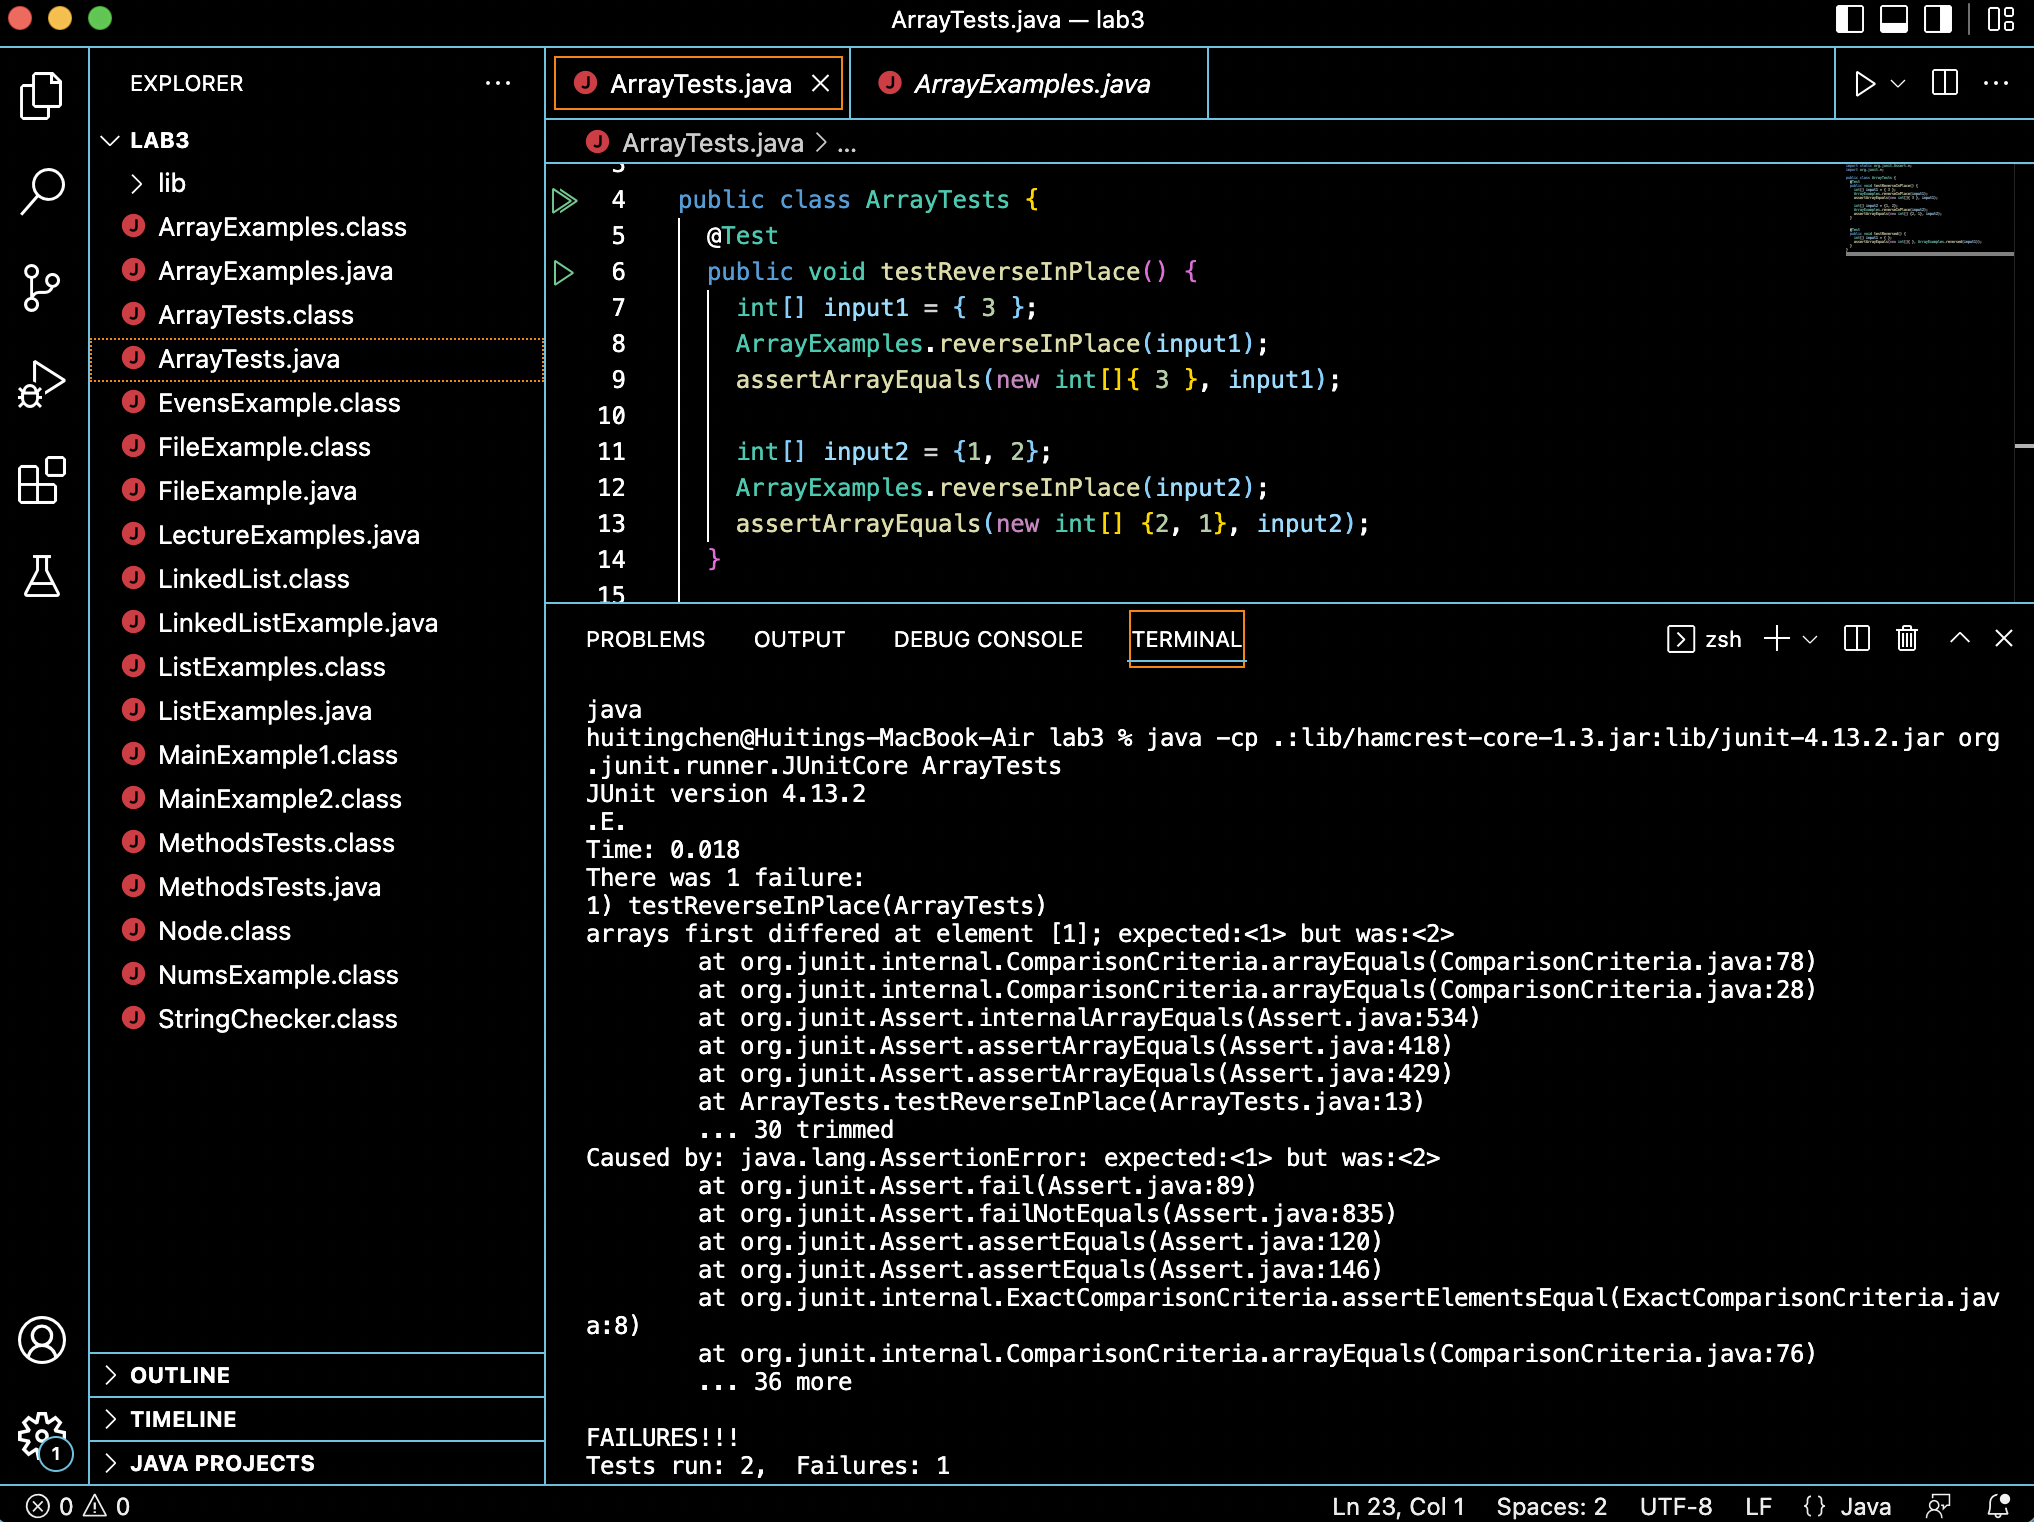 ArrayTests.java — lab3
EXPLORER
LAB3
lib
ArrayExamples.class
ArrayExamples.java
ArrayTests.class
ArrayTests.java
EvensExample.class
FileExample.class
FileExample.java
LectureExamples.java
LinkedList.class
LinkedListExample.java
ListExamples.class
ListExamples.java
MainExample1.class
MainExample2.class
MethodsTests.class
MethodsTests.java
Node.class
NumsExample.class
StringChecker.class
OUTLINE
TIMELINE
JAVA PROJECTS
ArrayTests.java
ArrayExamples.java
ArrayTests.java > ...
3
4 public class ArrayTests {
5 @Test
6 public void testReverseInPlace() {
7 int[] input1 = { 3 };
8 ArrayExamples.reverseInPlace(input1);
9 assertArrayEquals(new int[]{ 3 }, input1);
10
11 int[] input2 = {1, 2};
12 ArrayExamples.reverseInPlace(input2);
13 assertArrayEquals(new int[] {2, 1}, input2);
14 }
15
PROBLEMS OUTPUT DEBUG CONSOLE TERMINAL
zsh
java
huitingchen@Huitings-MacBook-Air lab3 % java -cp .:lib/hamcrest-core-1.3.jar:lib/junit-4.13.2.jar org
.junit.runner.JUnitCore ArrayTests
JUnit version 4.13.2
.E.
Time: 0.018
There was 1 failure:
1) testReverseInPlace(ArrayTests)
arrays first differed at element [1]; expected:<1> but was:<2>
at org.junit.internal.ComparisonCriteria.arrayEquals(ComparisonCriteria.java:78)
at org.junit.internal.ComparisonCriteria.arrayEquals(ComparisonCriteria.java:28)
at org.junit.Assert.internalArrayEquals(Assert.java:534)
at org.junit.Assert.assertArrayEquals(Assert.java:418)
at org.junit.Assert.assertArrayEquals(Assert.java:429)
at ArrayTests.testReverseInPlace(ArrayTests.java:13)
... 30 trimmed
Caused by: java.lang.AssertionError: expected:<1> but was:<2>
at org.junit.Assert.fail(Assert.java:89)
at org.junit.Assert.failNotEquals(Assert.java:835)
at org.junit.Assert.assertEquals(Assert.java:120)
at org.junit.Assert.assertEquals(Assert.java:146)
at org.junit.internal.ExactComparisonCriteria.assertElementsEqual(ExactComparisonCriteria.jav
a:8)
at org.junit.internal.ComparisonCriteria.arrayEquals(ComparisonCriteria.java:76)
... 36 more
FAILURES!!!
Tests run: 2,  Failures: 1
1
0 0
Ln 23, Col 1 Spaces: 2 UTF-8 LF {} Java